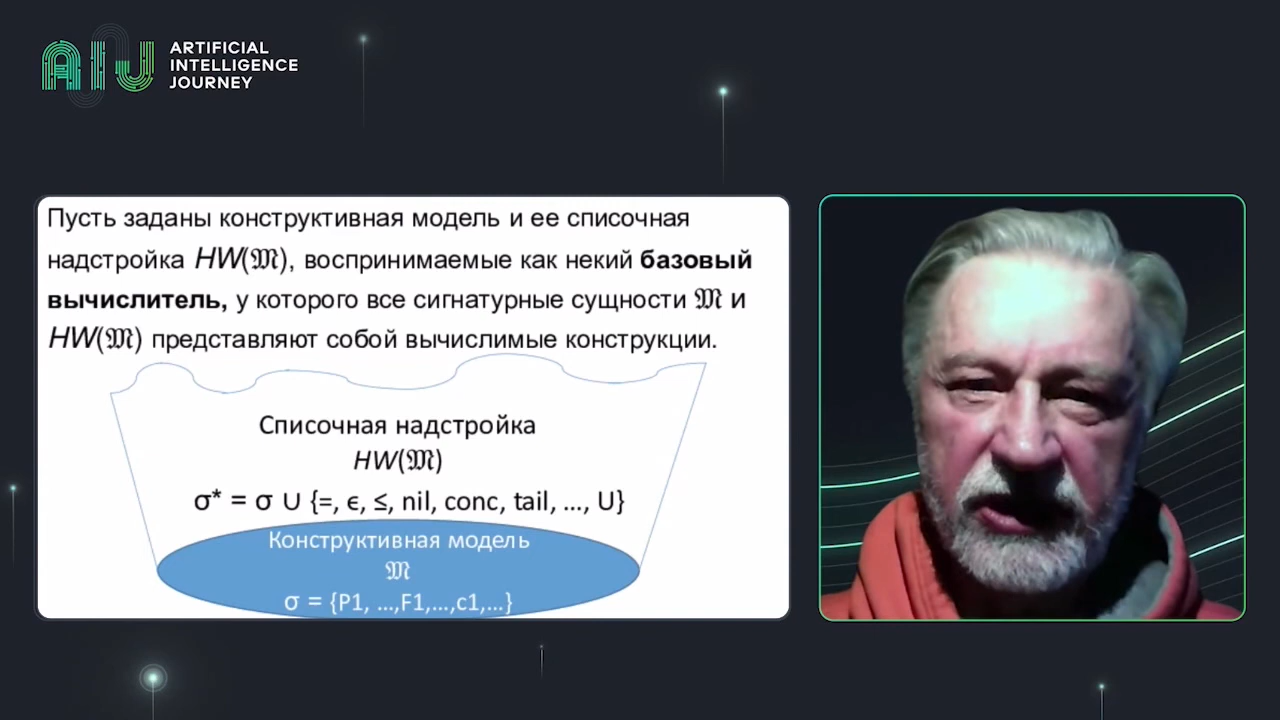 ARTIFICIAL
INTELLIGENCE
JOURNEY
Пусть заданы конструктивная модель и ее списочная
надстройка HW(𝔐), воспринимаемые как некий базовый
вычислитель, у которого все сигнатурные сущности 𝔐 и
HW(𝔐) представляют собой вычислимые конструкции.
Списочная надстройка
HW(𝔐)
σ* = σ ∪ {=, ϵ, ≤, nil, conc, tail, ..., U}
Конструктивная модель
𝔐
σ = {P1, ...,F1,...,c1,...}